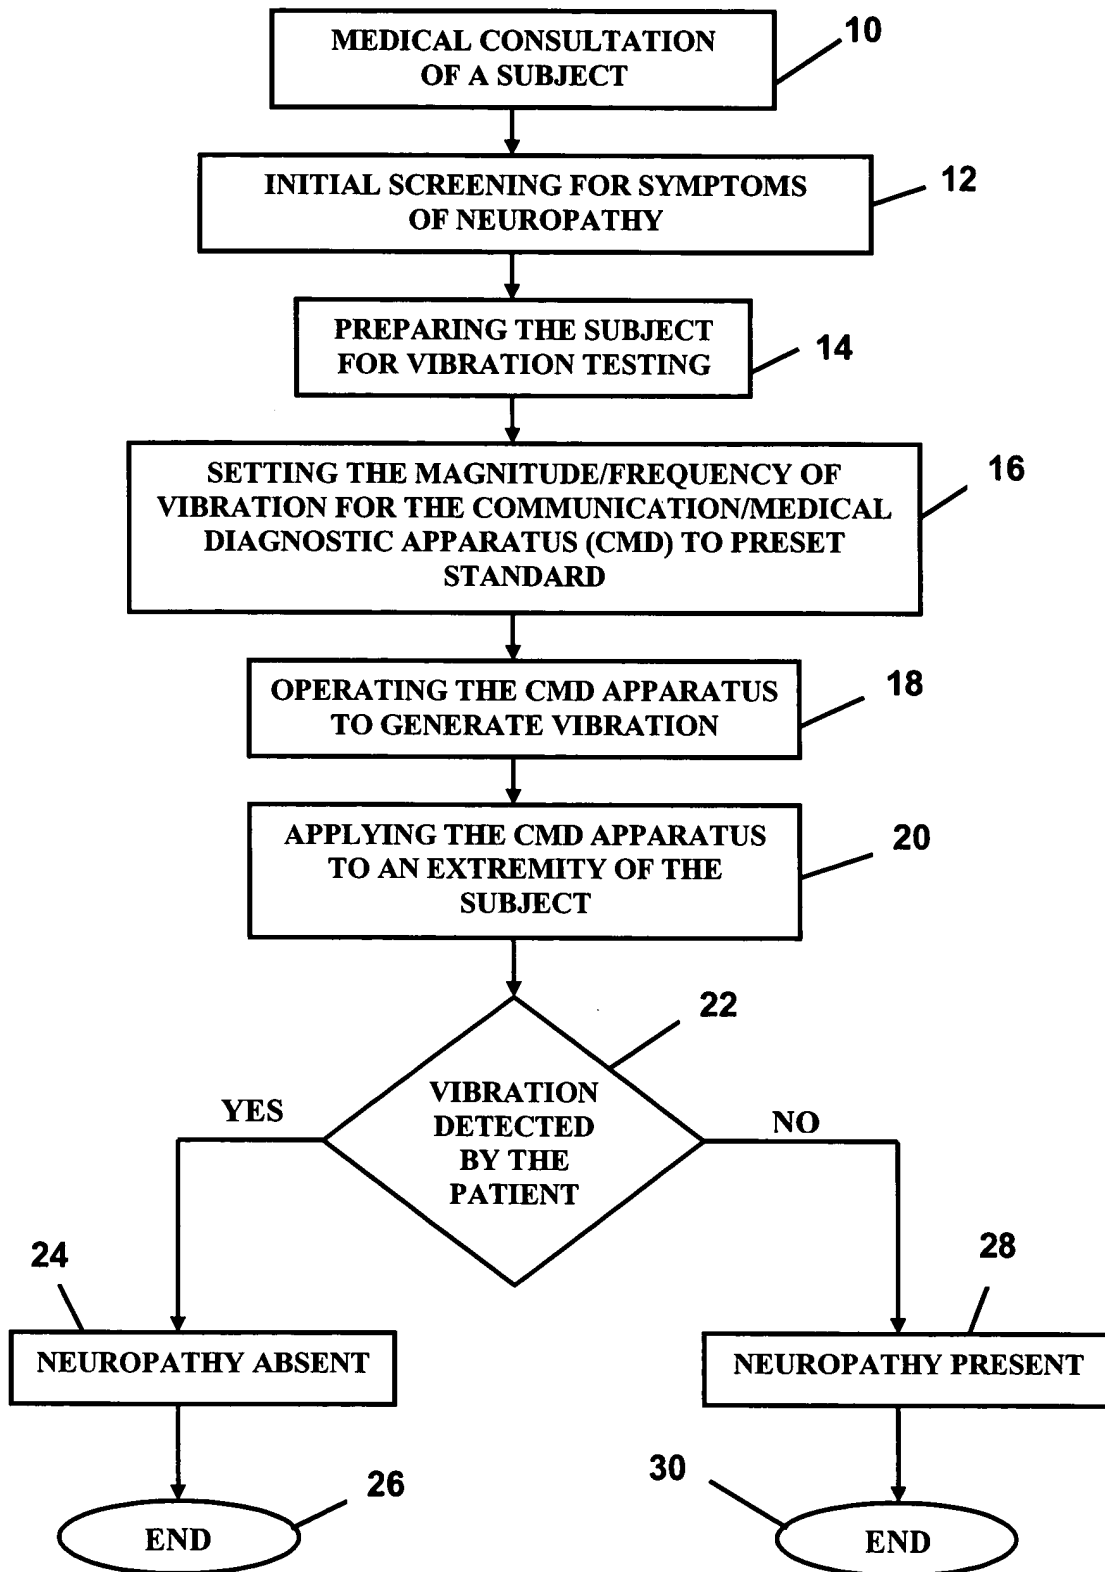 MEDICAL CONSULTATION
OF A SUBJECT
10
INITIAL SCREENING FOR SYMPTOMS
OF NEUROPATHY
12
PREPARING THE SUBJECT
FOR VIBRATION TESTING
14
SETTING THE MAGNITUDE/FREQUENCY OF
VIBRATION FOR THE COMMUNICATION/MEDICAL
DIAGNOSTIC APPARATUS (CMD) TO PRESET
STANDARD
16
OPERATING THE CMD APPARATUS
TO GENERATE VIBRATION
18
APPLYING THE CMD APPARATUS
TO AN EXTREMITY OF THE
SUBJECT
20
VIBRATION
DETECTED
BY THE
PATIENT
22
YES
NO
24
NEUROPATHY ABSENT
28
NEUROPATHY PRESENT
END
26
END
30